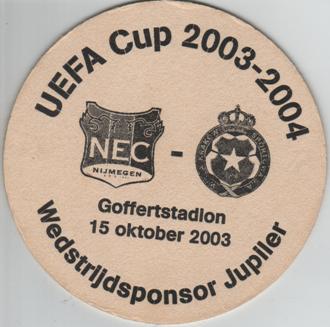 UEFA Cup 2003-2004
NEC
NIJMEGEN
-
Goffertstadion
15 oktober 2003
Wedstrijdsponsor Jupiler